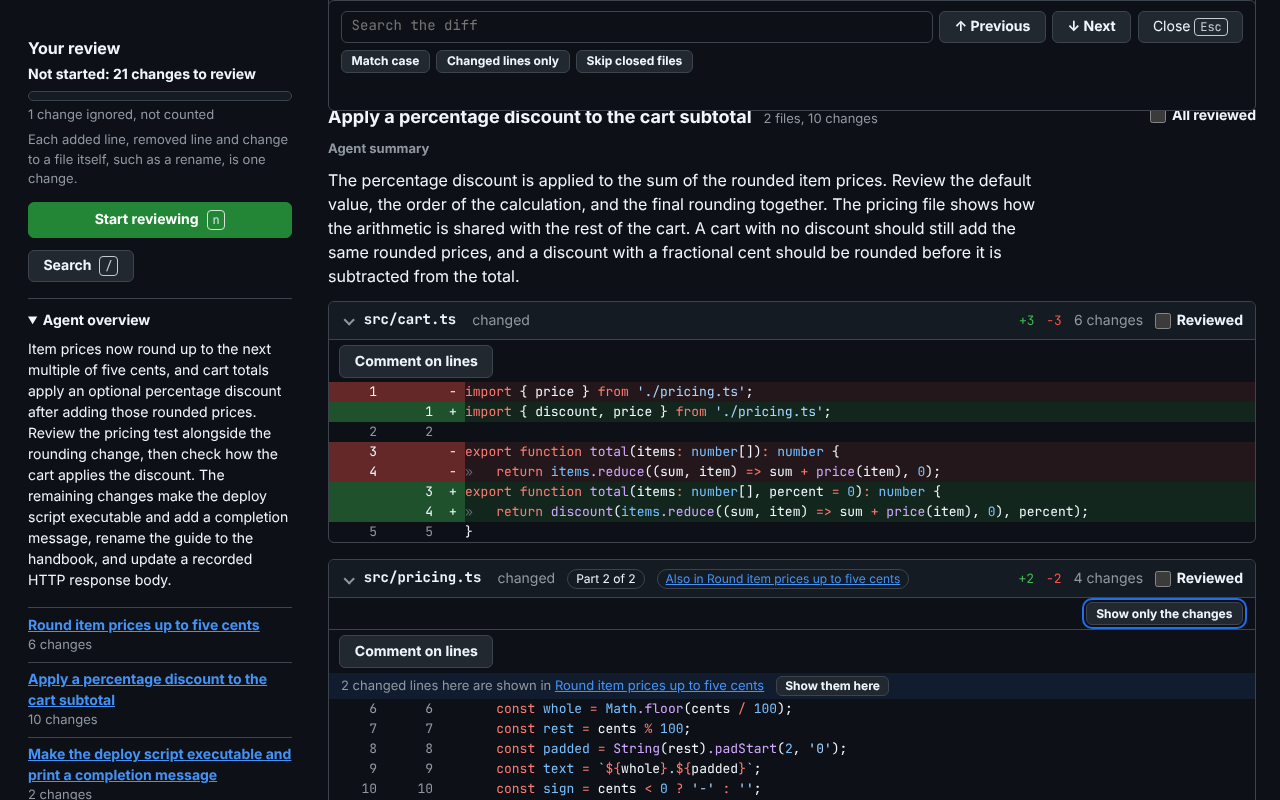 Your review
Not started: 21 changes to review
1 change ignored, not counted
Each added line, removed line and change
to a file itself, such as a rename, is one
change.
Start reviewing n
Search /
▼ Agent overview
Item prices now round up to the next
multiple of five cents, and cart totals
apply an optional percentage discount
after adding those rounded prices.
Review the pricing test alongside the
rounding change, then check how the
cart applies the discount. The
remaining changes make the deploy
script executable and add a completion
message, rename the guide to the
handbook, and update a recorded
HTTP response body.
Round item prices up to five cents
6 changes
Apply a percentage discount to the
cart subtotal
10 changes
Make the deploy script executable and
print a completion message
2 changes
Search the diff
↑ Previous
↓ Next
Close Esc
Match case
Changed lines only
Skip closed files
Apply a percentage discount to the cart subtotal 2 files, 10 changes All reviewed
Agent summary
The percentage discount is applied to the sum of the rounded item prices. Review the default
value, the order of the calculation, and the final rounding together. The pricing file shows how
the arithmetic is shared with the rest of the cart. A cart with no discount should still add the
same rounded prices, and a discount with a fractional cent should be rounded before it is
subtracted from the total.
src/cart.ts changed +3 -3 6 changes Reviewed
Comment on lines
1 - import { price } from './pricing.ts';
1 + import { discount, price } from './pricing.ts';
2 2
3 - export function total(items: number[]): number {
4 - » return items.reduce((sum, item) => sum + price(item), 0);
3 + export function total(items: number[], percent = 0): number {
4 + » return discount(items.reduce((sum, item) => sum + price(item), 0), percent);
5 5 }
src/pricing.ts changed Part 2 of 2 Also in Round item prices up to five cents +2 -2 4 changes Reviewed
Show only the changes
Comment on lines
2 changed lines here are shown in Round item prices up to five cents Show them here
6 6 const whole = Math.floor(cents / 100);
7 7 const rest = cents % 100;
8 8 const padded = String(rest).padStart(2, '0');
9 9 const text = `${whole}.${padded}`;
10 10 const sign = cents < 0 ? '-' : '';